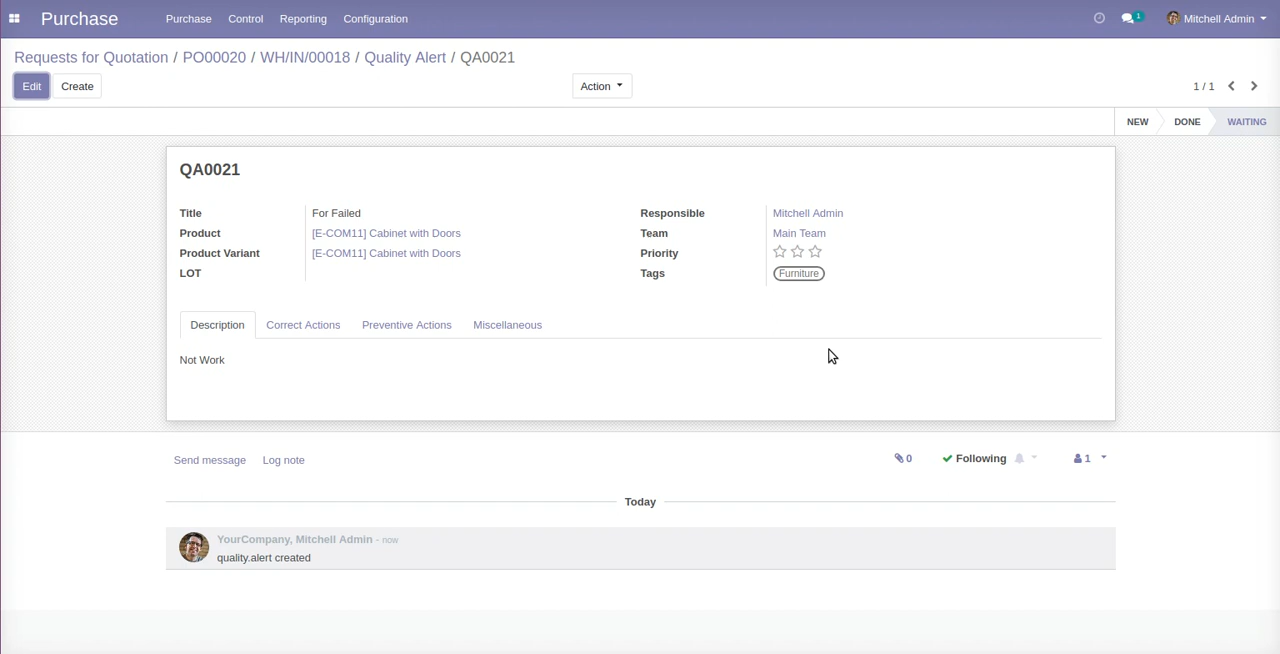 Purchase Purchase Control Reporting Configuration 1 Mitchell Admin
Requests for Quotation / PO00020 / WH/IN/00018 / Quality Alert / QA0021
Edit Create Action 1 / 1
NEW DONE WAITING
QA0021
Title For Failed Responsible Mitchell Admin
Product [E-COM11] Cabinet with Doors Team Main Team
Product Variant [E-COM11] Cabinet with Doors Priority
LOT Tags Furniture
Description Correct Actions Preventive Actions Miscellaneous
Not Work
Send message Log note 0 Following 1
Today
YourCompany, Mitchell Admin - now
quality.alert created